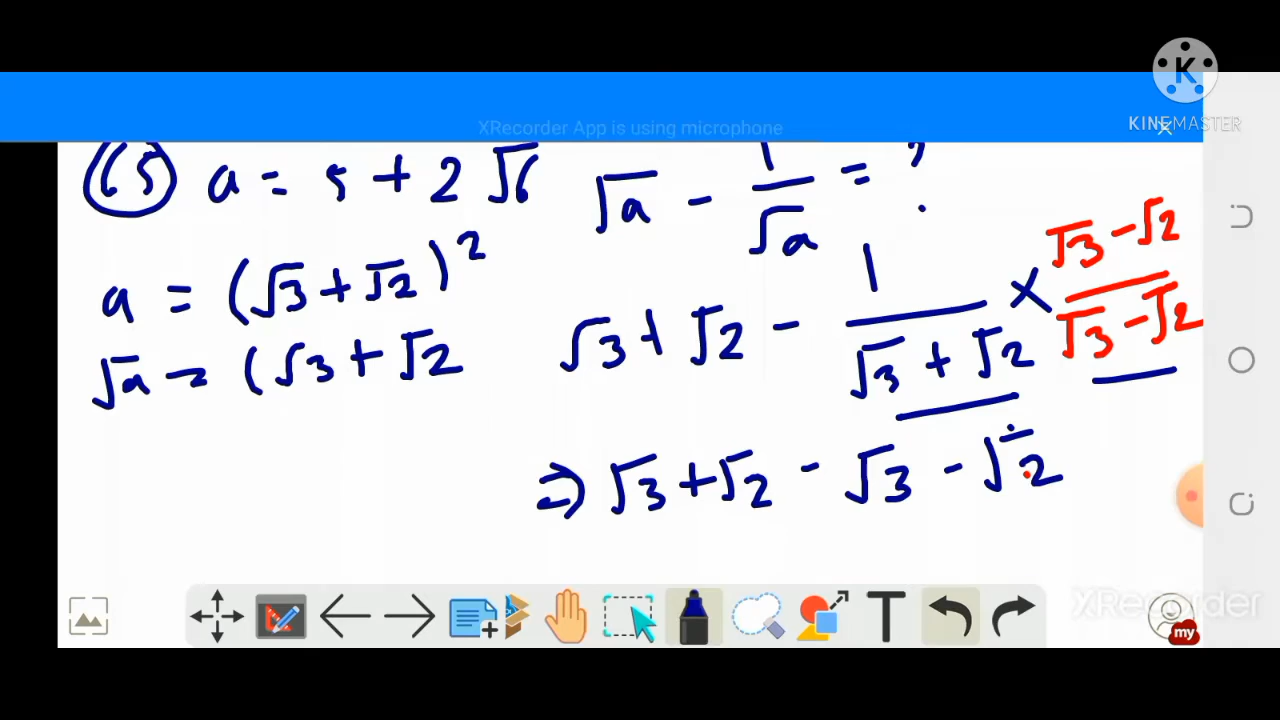 K
KINEMASTER
XRecorder App is using microphone
65 a = 5 + 2√6 √a - 1/√a = ?
a = (√3 + √2)²
√3 + √2 - 1/(√3 + √2) × (√3 - √2)/(√3 - √2)
√a = (√3 + √2
⇒ √3 + √2 - √3 - √2
T
XRecorder
my